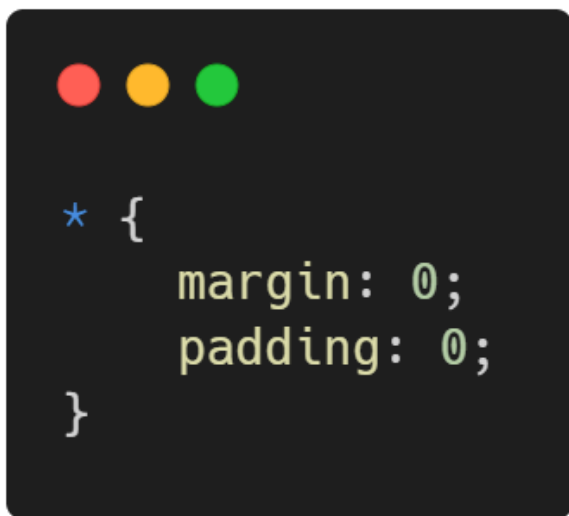 * {
margin: 0;
padding: 0;
}